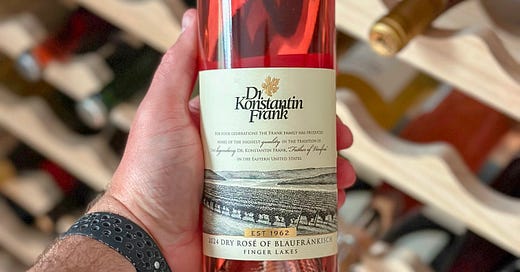 Dr.
Konstantin
Frank
FOR FOUR GENERATIONS THE FRANK FAMILY HAS PRODUCED
WINES OF THE HIGHEST quality IN THE TRADITION OF
the legendary DR. KONSTANTIN FRANK, Father of Vinifera
IN THE EASTERN UNITED STATES
EST 1962
2024 DRY ROSÉ OF BLAUFRÄNKISCH
FINGER LAKES